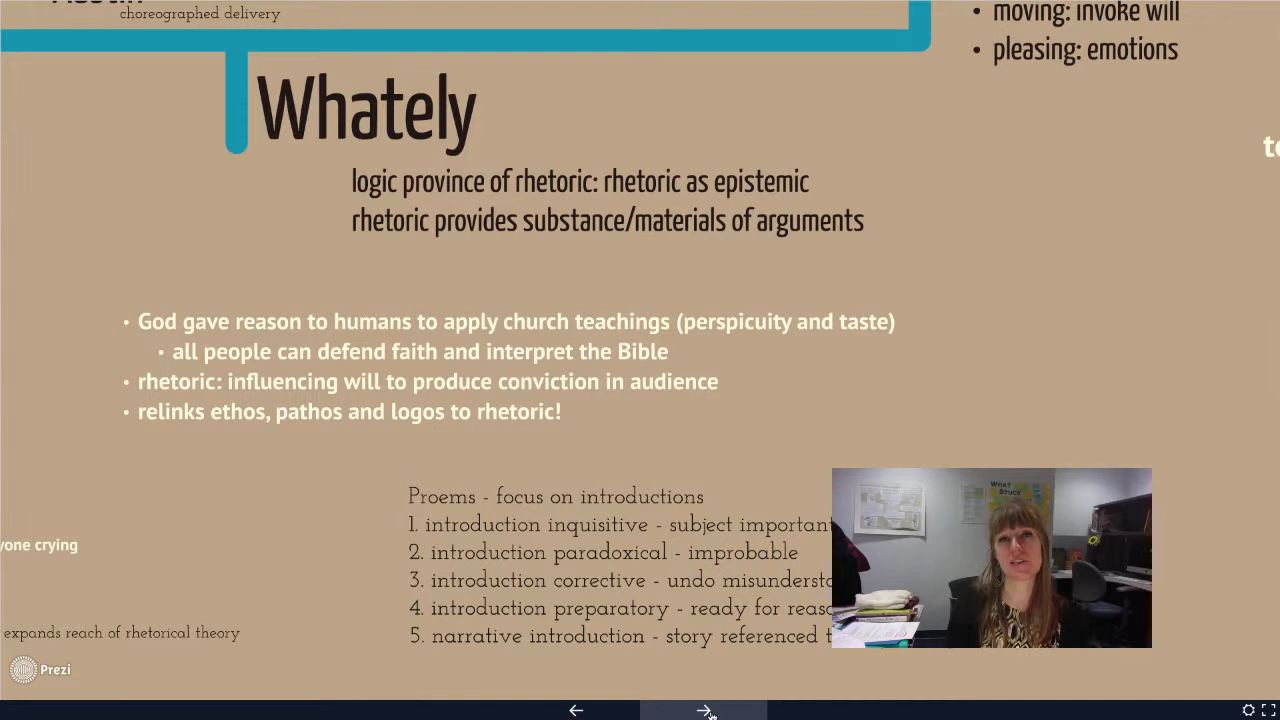 choreographed delivery
• moving: invoke will
• pleasing: emotions
Whately
logic province of rhetoric: rhetoric as epistemic
rhetoric provides substance/materials of arguments
• God gave reason to humans to apply church teachings (perspicuity and taste)
• all people can defend faith and interpret the Bible
• rhetoric: influencing will to produce conviction in audience
• relinks ethos, pathos and logos to rhetoric!
Proems - focus on introductions
1. introduction inquisitive - subject important
2. introduction paradoxical - improbable
3. introduction corrective - undo
4. introduction preparatory - ready for
5. narrative introduction - story referenced
WHAT
STUCK
crying
expands reach of rhetorical theory
Prezi